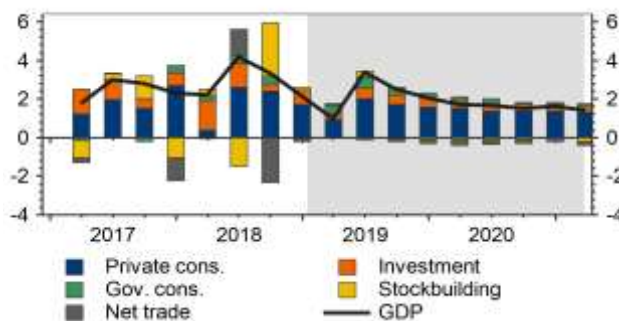 6 6
4 4
2 2
0 0
-2 -2
-4 -4
2017 2018 2019 2020
Private cons. Investment
Gov. cons. Stockbuilding
Net trade GDP